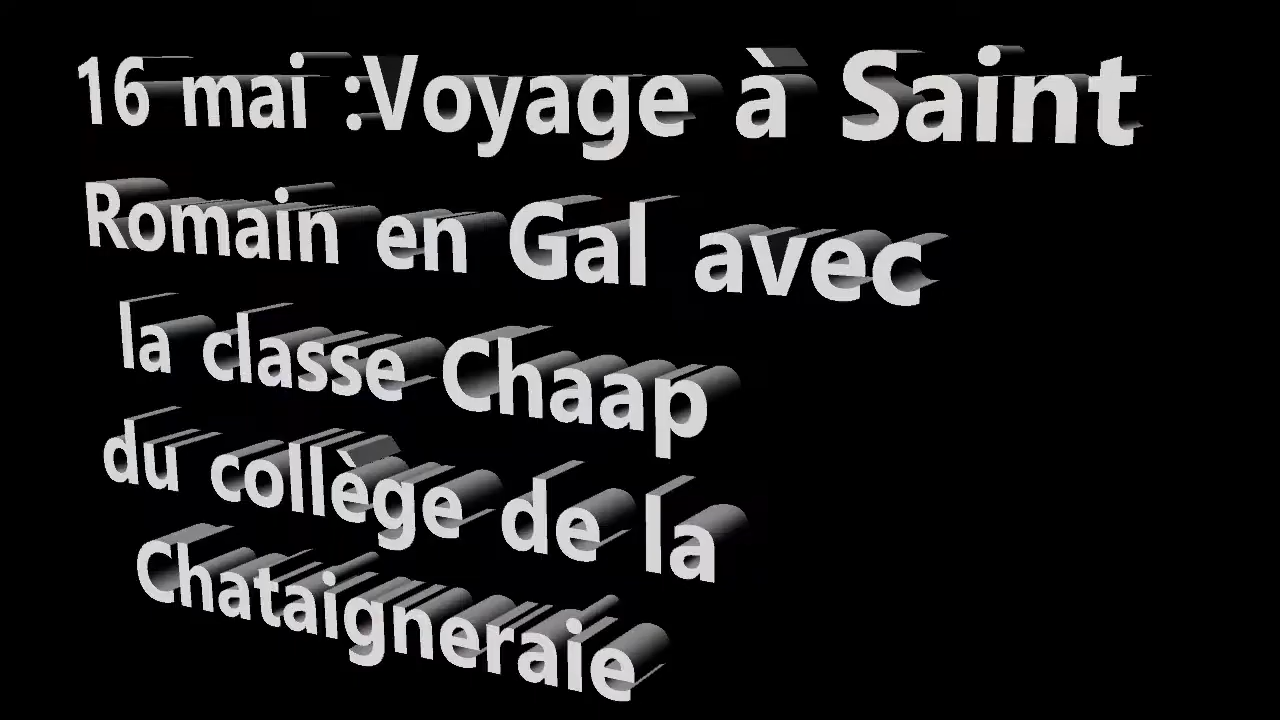 16 mai :Voyage à Saint
Romain en Gal avec
la classe Chaap
du collège de la
Chataigneraie